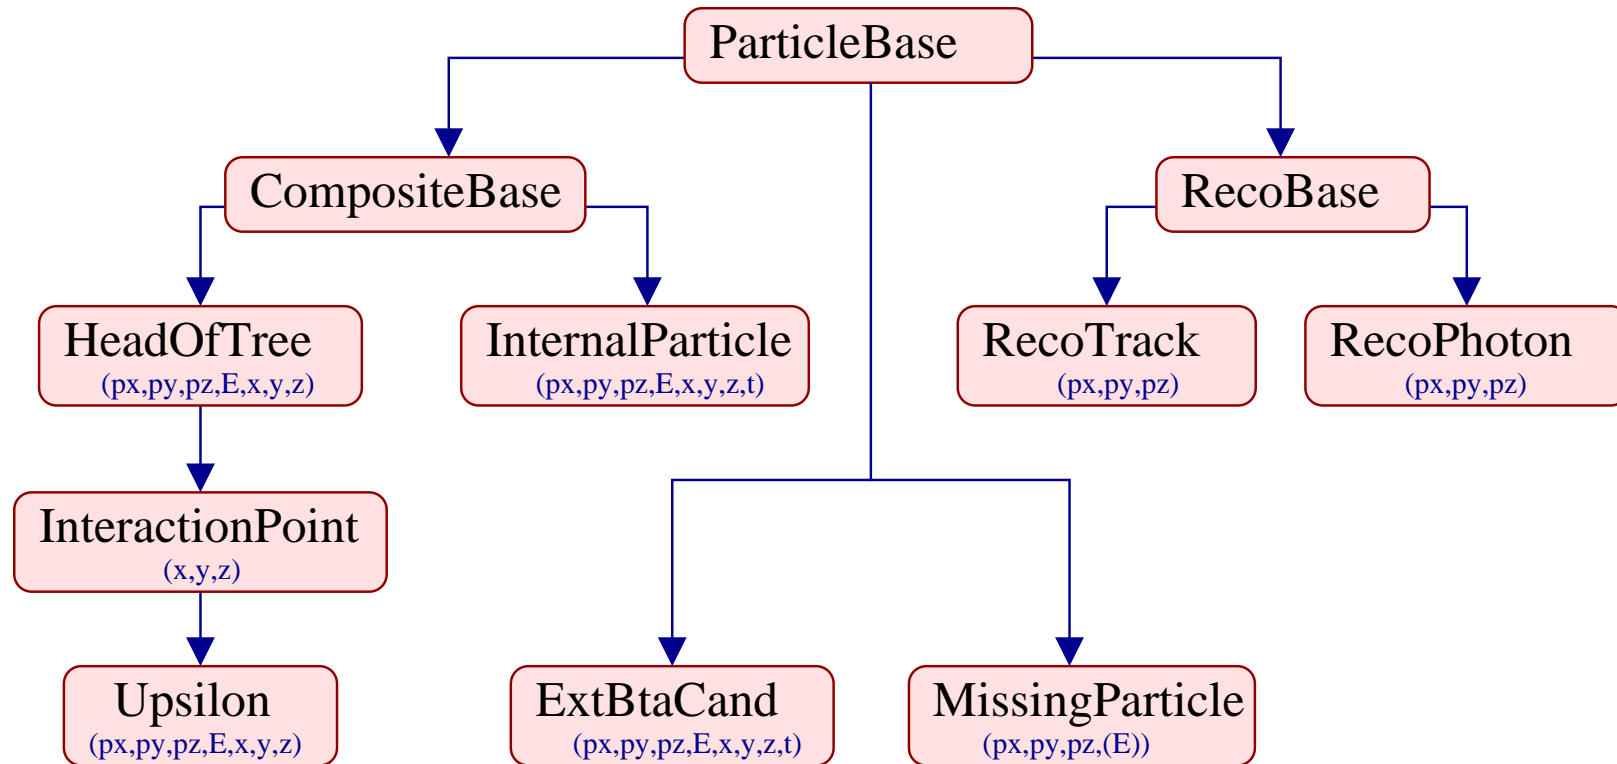 ParticleBase
CompositeBase
RecoBase
HeadOfTree
(px,py,pz,E,x,y,z)
InternalParticle
(px,py,pz,E,x,y,z,t)
RecoTrack
(px,py,pz)
RecoPhoton
(px,py,pz)
InteractionPoint
(x,y,z)
Upsilon
(px,py,pz,E,x,y,z)
ExtBtaCand
(px,py,pz,E,x,y,z,t)
MissingParticle
(px,py,pz,(E))